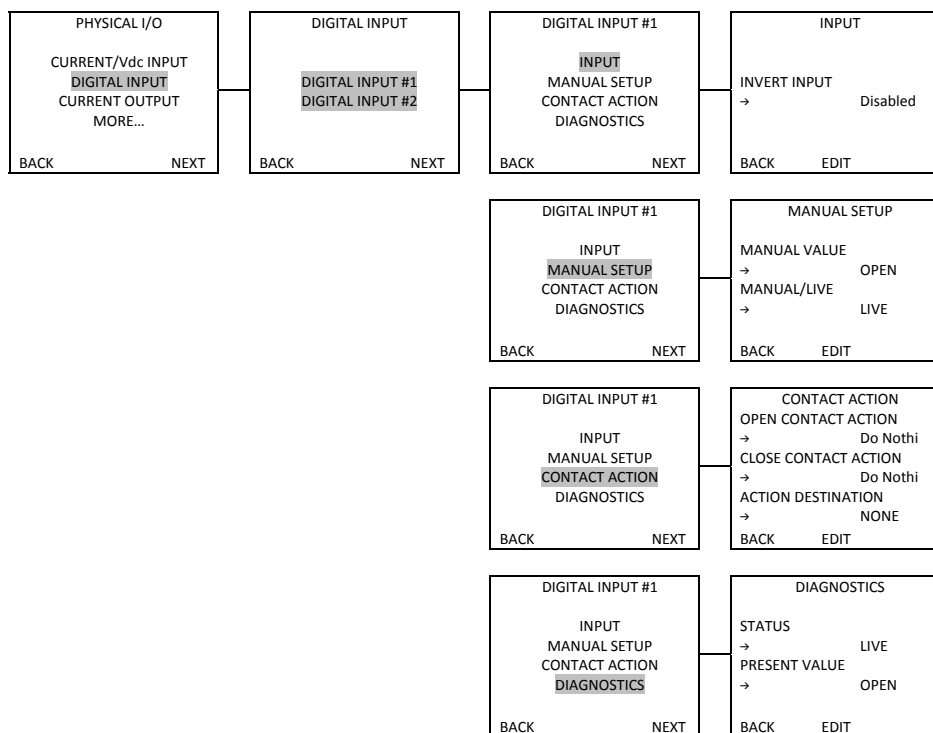 PHYSICAL I/O
CURRENT/Vdc INPUT
DIGITAL INPUT
CURRENT OUTPUT
MORE…
BACK NEXT
DIGITAL INPUT
DIGITAL INPUT #1
DIGITAL INPUT #2
BACK NEXT
DIGITAL INPUT #1
INPUT
MANUAL SETUP
CONTACT ACTION
DIAGNOSTICS
BACK NEXT
INPUT
INVERT INPUT
→ Disabled
BACK EDIT
DIGITAL INPUT #1
INPUT
MANUAL SETUP
CONTACT ACTION
DIAGNOSTICS
BACK NEXT
MANUAL SETUP
MANUAL VALUE
→ OPEN
MANUAL/LIVE
→ LIVE
BACK EDIT
DIGITAL INPUT #1
INPUT
MANUAL SETUP
CONTACT ACTION
DIAGNOSTICS
BACK NEXT
CONTACT ACTION
OPEN CONTACT ACTION
→ Do Nothi
CLOSE CONTACT ACTION
→ Do Nothi
ACTION DESTINATION
→ NONE
BACK EDIT
DIGITAL INPUT #1
INPUT
MANUAL SETUP
CONTACT ACTION
DIAGNOSTICS
BACK NEXT
DIAGNOSTICS
STATUS
→ LIVE
PRESENT VALUE
→ OPEN
BACK EDIT